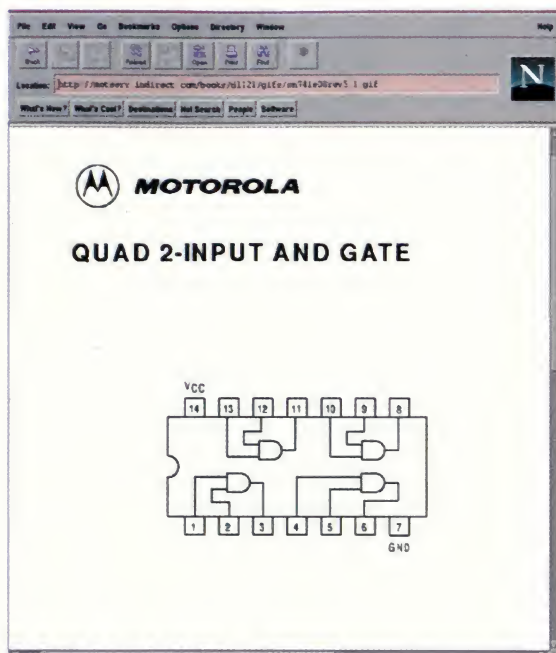 File Edit View Go Bookmarks Options Directory Window Help
Back Reload Open Print Find
Location:
N
What's New? What's Cool? Destinations Net Search People Software
MOTOROLA
QUAD 2-INPUT AND GATE
VCC
14 13 12 11 10 9 8
1 2 3 4 5 6 7
GND